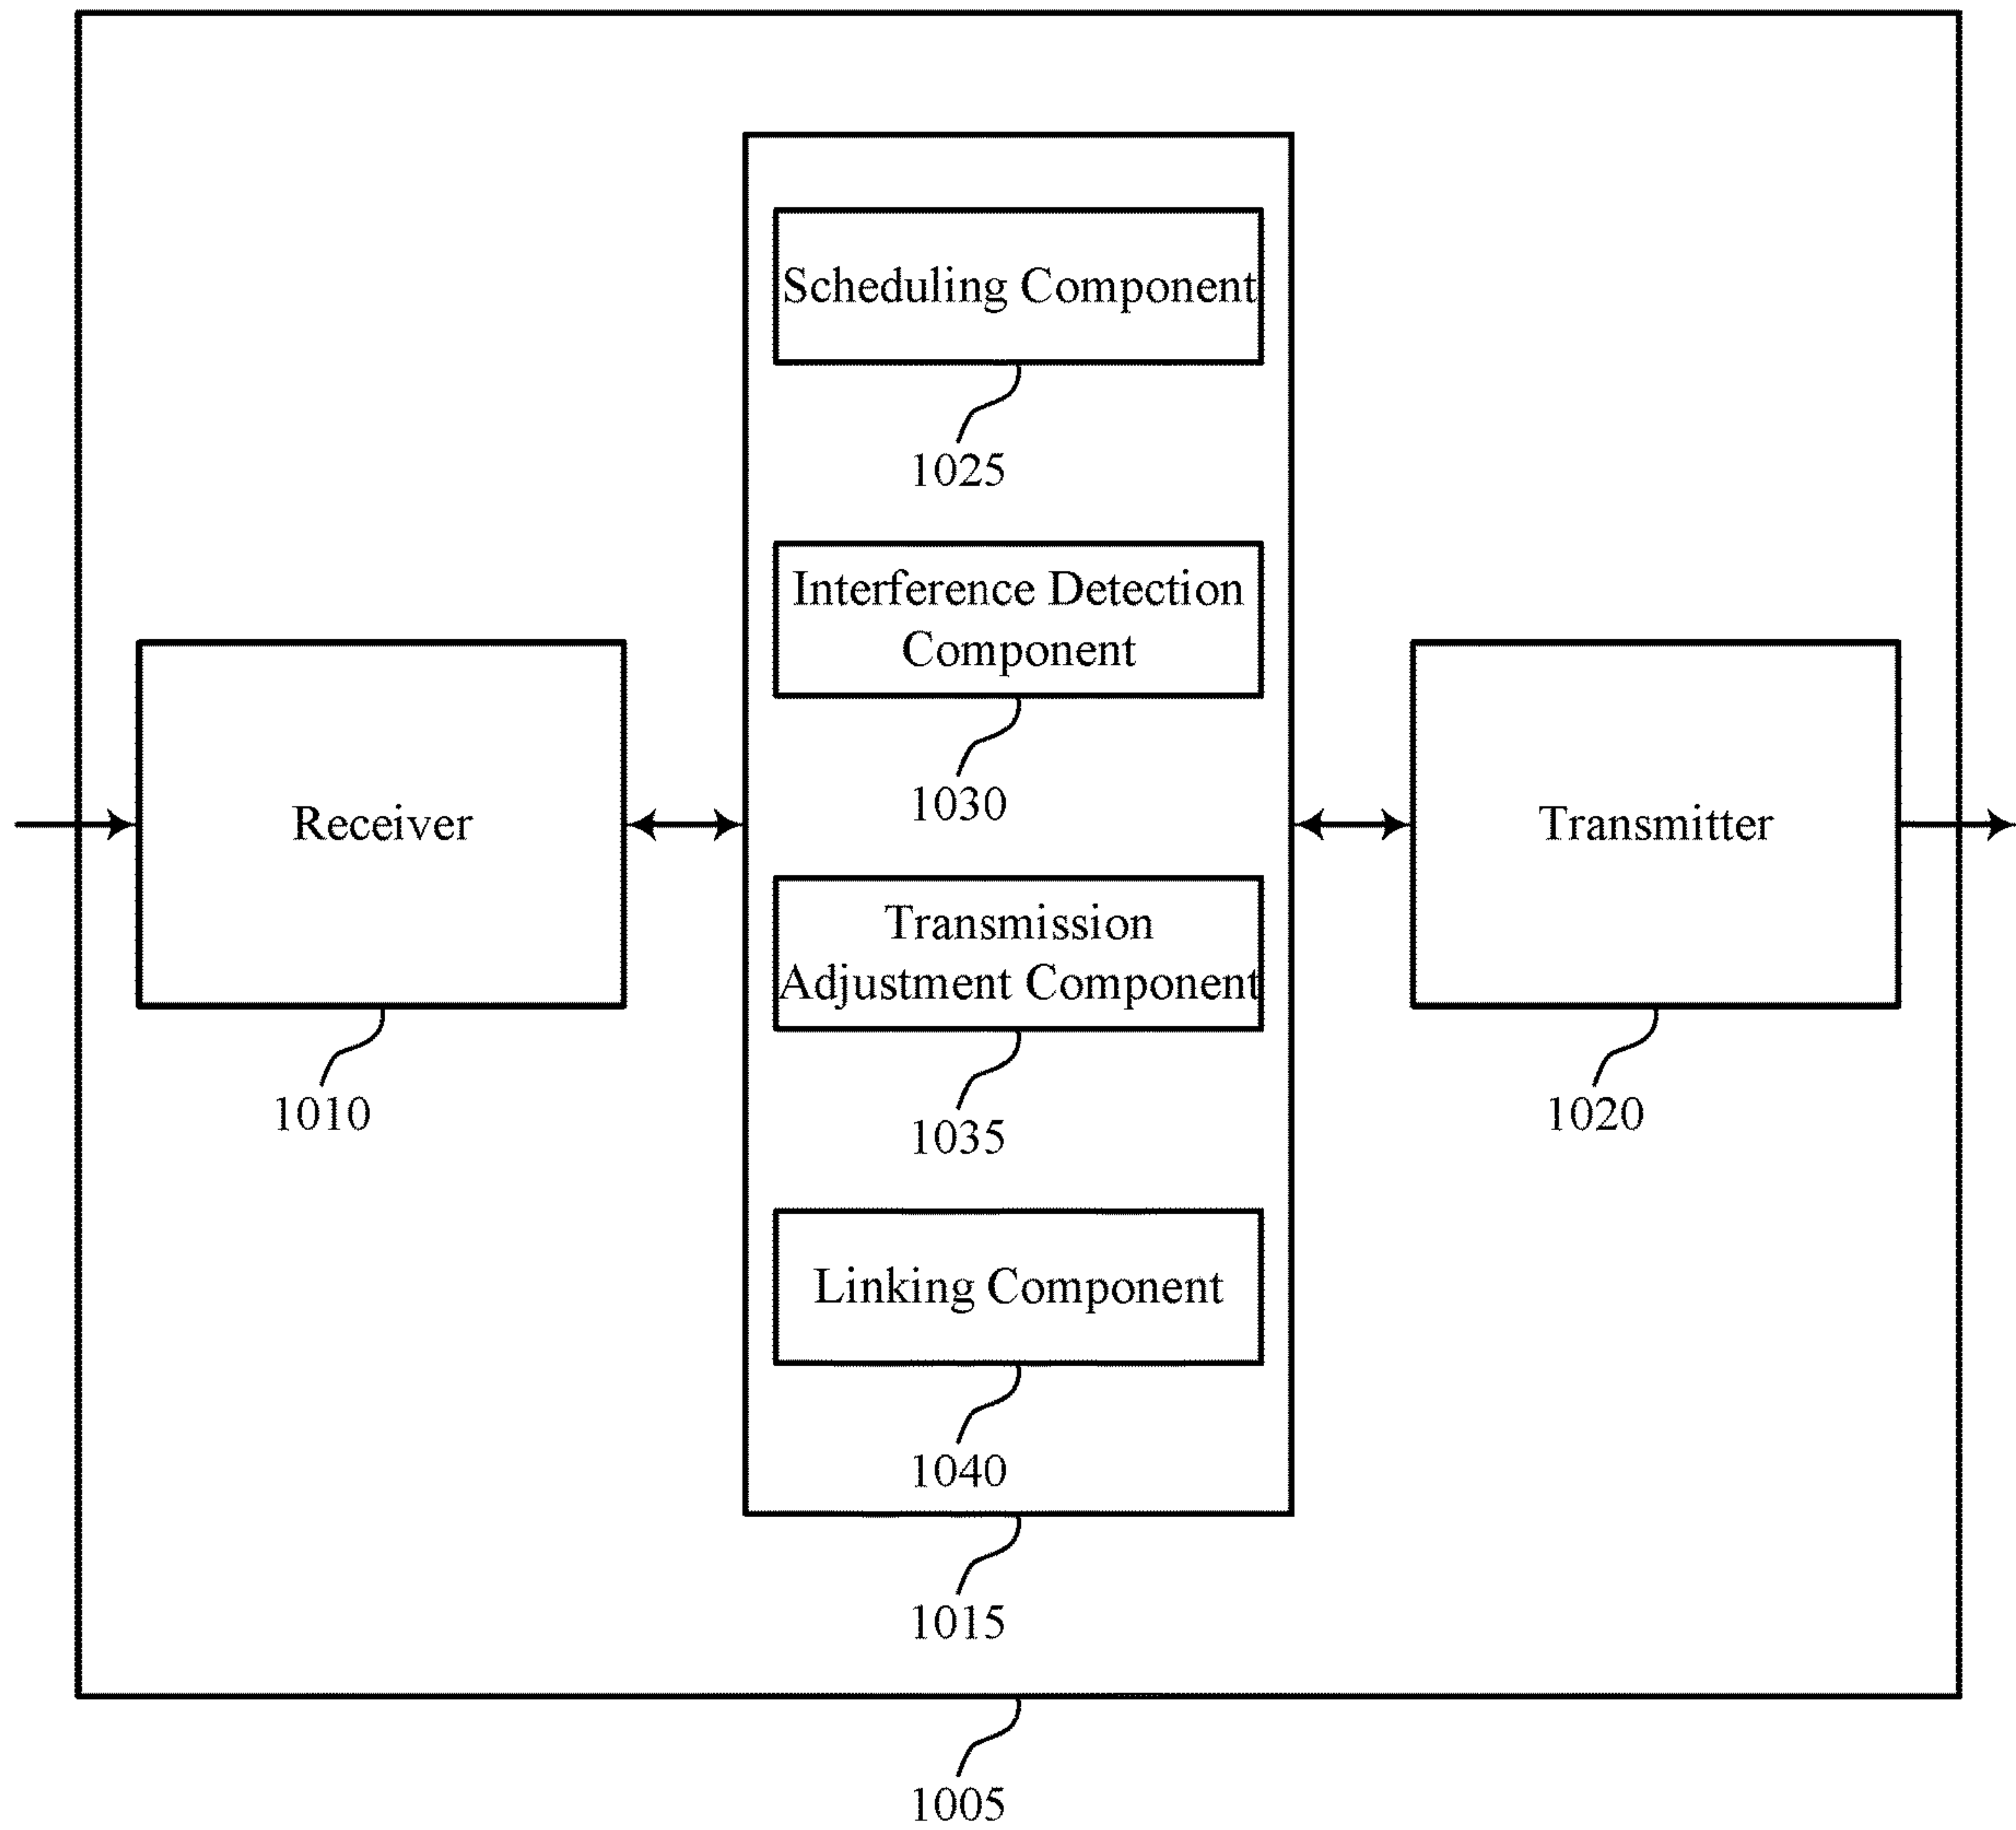 Scheduling Component
1025
Interference Detection
Component
1030
Receiver
1010
Transmitter
1020
Transmission
Adjustment Component
1035
Linking Component
1040
1015
1005